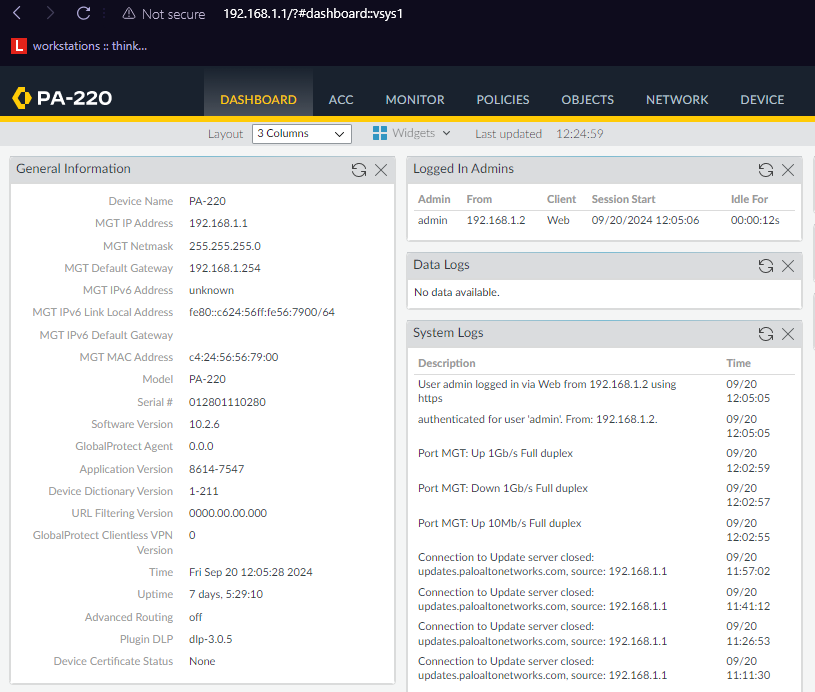 Not secure 192.168.1.1/?#dashboard::vsys1
L workstations :: think...
PA-220 DASHBOARD ACC MONITOR POLICIES OBJECTS NETWORK DEVICE
Layout 3 Columns Widgets Last updated 12:24:59
General Information
Device Name PA-220
MGT IP Address 192.168.1.1
MGT Netmask 255.255.255.0
MGT Default Gateway 192.168.1.254
MGT IPv6 Address unknown
MGT IPv6 Link Local Address fe80::c624:56ff:fe56:7900/64
MGT IPv6 Default Gateway
MGT MAC Address c4:24:56:56:79:00
Model PA-220
Serial # 012801110280
Software Version 10.2.6
GlobalProtect Agent 0.0.0
Application Version 8614-7547
Device Dictionary Version 1-211
URL Filtering Version 0000.00.00.000
GlobalProtect Clientless VPN 0
Version
Time Fri Sep 20 12:05:28 2024
Uptime 7 days, 5:29:10
Advanced Routing off
Plugin DLP dlp-3.0.5
Device Certificate Status None
Logged In Admins
Admin From Client Session Start Idle For
admin 192.168.1.2 Web 09/20/2024 12:05:06 00:00:12s
Data Logs
No data available.
System Logs
Description Time
User admin logged in via Web from 192.168.1.2 using 09/20
https 12:05:05
authenticated for user 'admin'. From: 192.168.1.2. 09/20
12:05:05
Port MGT: Up 1Gb/s Full duplex 09/20
12:02:59
Port MGT: Down 1Gb/s Full duplex 09/20
12:02:57
Port MGT: Up 10Mb/s Full duplex 09/20
12:02:55
Connection to Update server closed: 09/20
updates.paloaltonetworks.com, source: 192.168.1.1 11:57:02
Connection to Update server closed: 09/20
updates.paloaltonetworks.com, source: 192.168.1.1 11:41:12
Connection to Update server closed: 09/20
updates.paloaltonetworks.com, source: 192.168.1.1 11:26:53
Connection to Update server closed: 09/20
updates.paloaltonetworks.com, source: 192.168.1.1 11:11:30